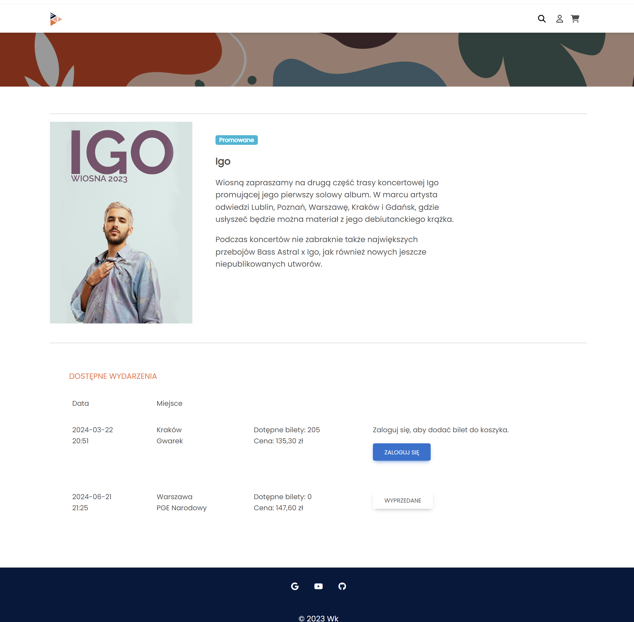 IGO
WIOSNA 2023
Promowane
Igo
Wiosną zapraszamy na drugą część trasy koncertowej Igo
promującej jego pierwszy solowy album. W marcu artysta
odwiedzi Lublin, Poznań, Warszawę, Kraków i Gdańsk, gdzie
usłyszeć będzie można materiał z jego debiutanckiego krążka.
Podczas koncertów nie zabraknie także największych
przebojów Bass Astral x Igo, jak również nowych jeszcze
niepublikowanych utworów.
DOSTĘPNE WYDARZENIA
Data Miejsce
2024-03-22 Kraków Dotępne bilety: 205 Zaloguj się, aby dodać bilet do koszyka.
20:51 Gwarek Cena: 135,30 zł
ZALOGUJ SIĘ
2024-06-21 Warszawa Dotępne bilety: 0 WYPRZEDANE
21:25 PGE Narodowy Cena: 147,60 zł
© 2023 Wk